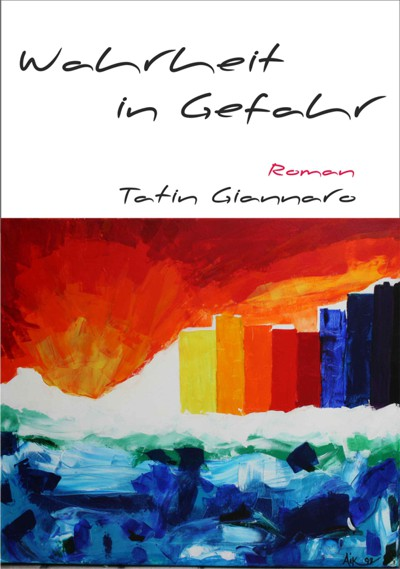 Wahrheit
in Gefahr
Roman
Tatin Giannaro